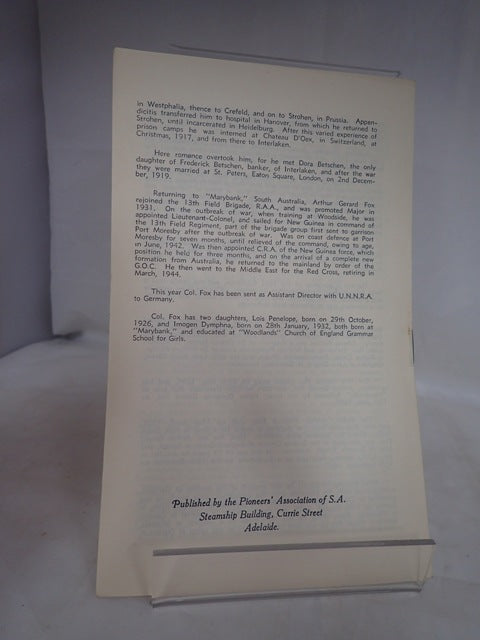 in Westphalia, thence to Crefeld, and on to Strohen, in Prussia. Appen-
dicitis transferred him to hospital in Hanover, from which he returned to
Strohen, until incarcerated in Heidelburg. After this varied experience of
prison camps he was interned at Chateau D'Oex, in Switzerland, at
Christmas, 1917, and from there to Interlaken.
Here romance overtook him, for he met Dora Betschen, the only
daughter of Frederick Betschen, banker, of Interlaken, and after the war
they were married at St. Peters, Eaton Square, London, on 2nd Decem-
ber, 1919.
Returning to "Marybank," South Australia, Arthur Gerard Fox
rejoined the 13th Field Brigade, R.A.A., and was promoted Major in
1931. On the outbreak of war, when training at Woodside, he was
appointed Lieutenant-Colonel, and sailed for New Guinea in command of
the 13th Field Regiment, part of the brigade group first sent to garrison
Port Moresby after the outbreak of war. Was on coast defence at Port
Moresby for seven months, until relieved of the command, owing to age,
in June, 1942. Was then appointed C.R.A. of the New Guinea force, which
position he held for three months, and on the arrival of a complete new
formation from Australia, he returned to the mainland by order of the
G.O.C. He then went to the Middle East for the Red Cross, retiring in
March, 1944.
This year Col. Fox has been sent as Assistant Director with U.N.N.R.A.
to Germany.
Col. Fox has two daughters, Lois Penelope, born on 29th October,
1926, and Imogen Dymphna, born on 28th January, 1932, both born at
"Marybank," and educated at "Woodlands" Church of England Grammar
School for Girls.
Published by the Pioneers' Association of S.A.
Steamship Building, Currie Street
Adelaide.